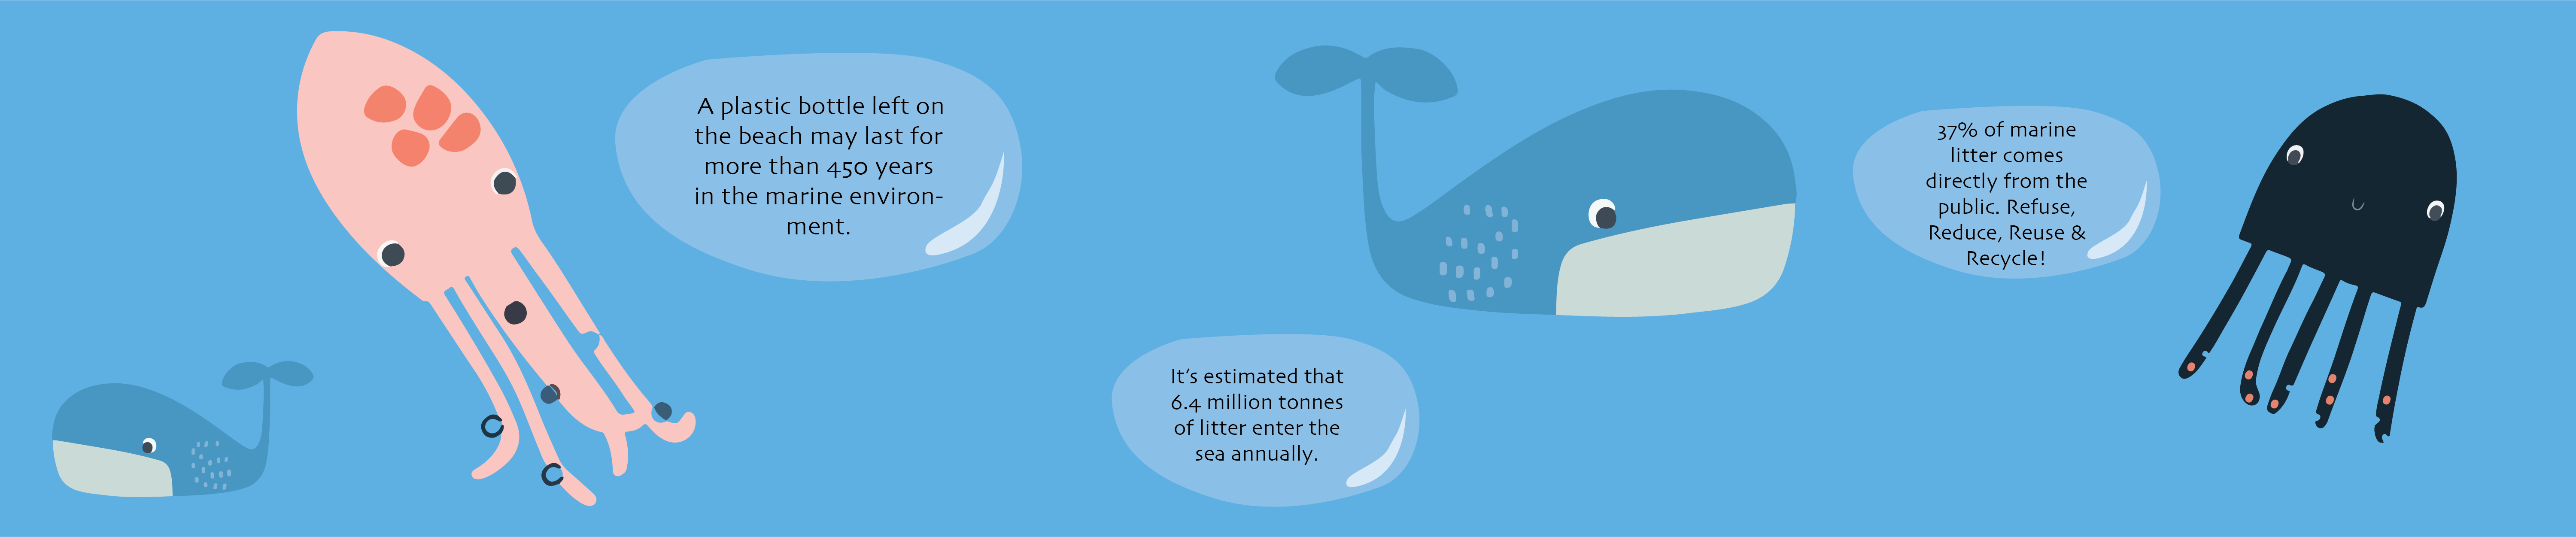 A plastic bottle left on
the beach may last for
more than 450 years
in the marine environ-
ment.
It's estimated that
6.4 million tonnes
of litter enter the
sea annually.
37% of marine
litter comes
directly from the
public. Refuse,
Reduce, Reuse &
Recycle!